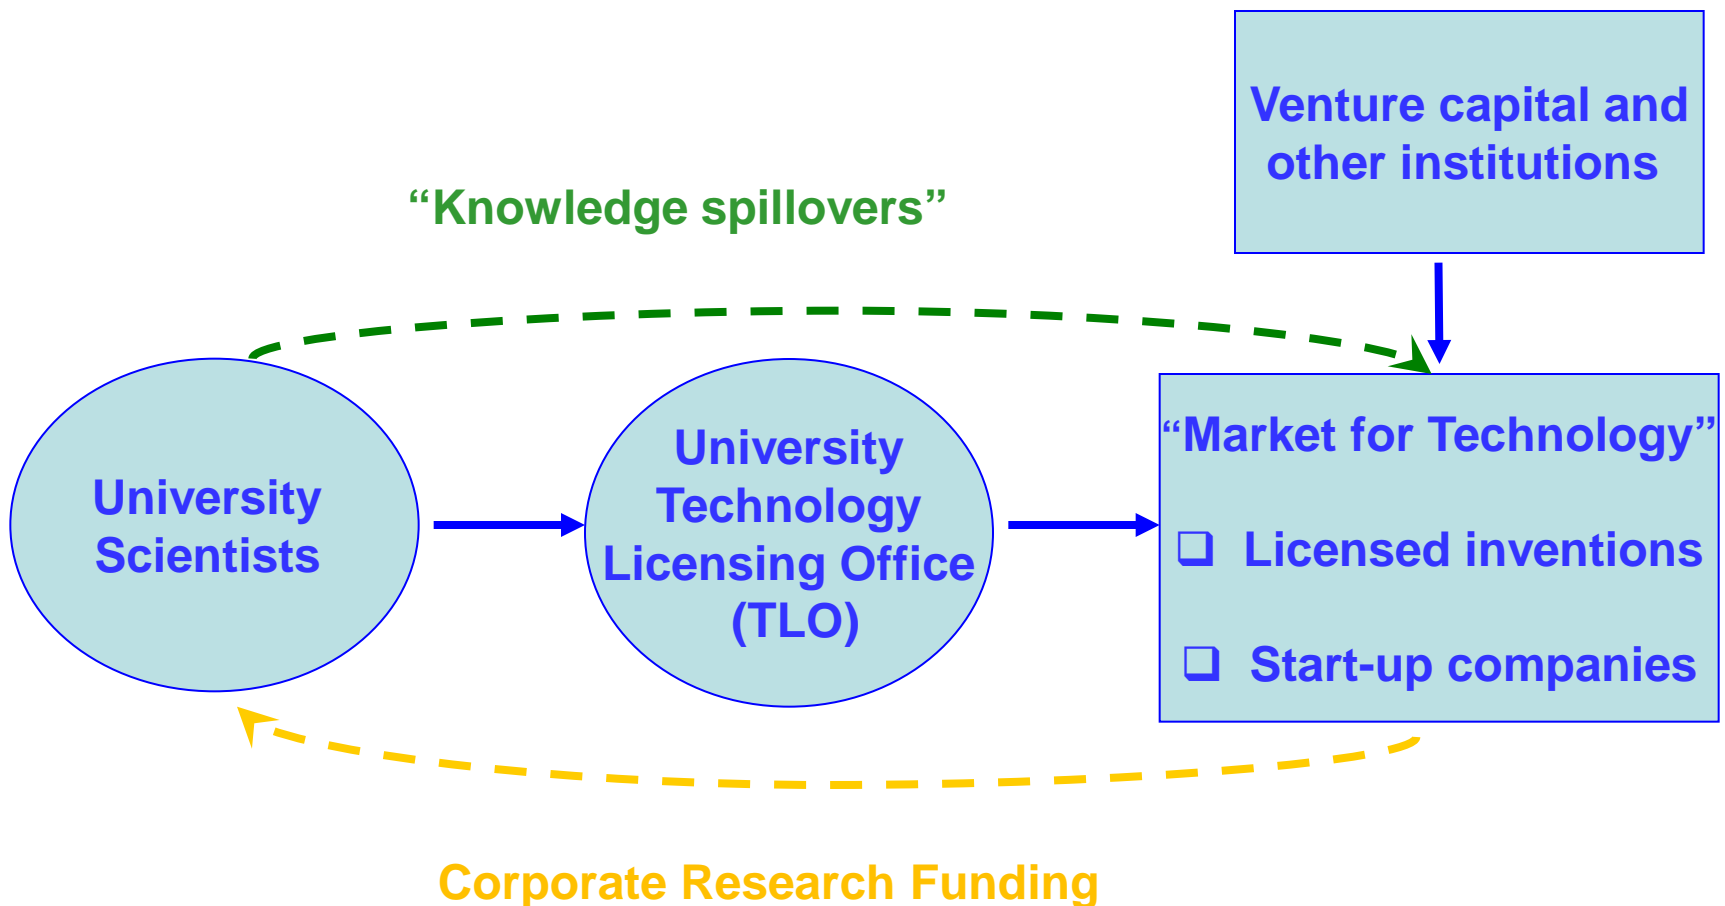 Venture capital and
other institutions
“Knowledge spillovers”
University
Scientists
University
Technology
Licensing Office
(TLO)
“Market for Technology”
❑ Licensed inventions
❑ Start-up companies
Corporate Research Funding